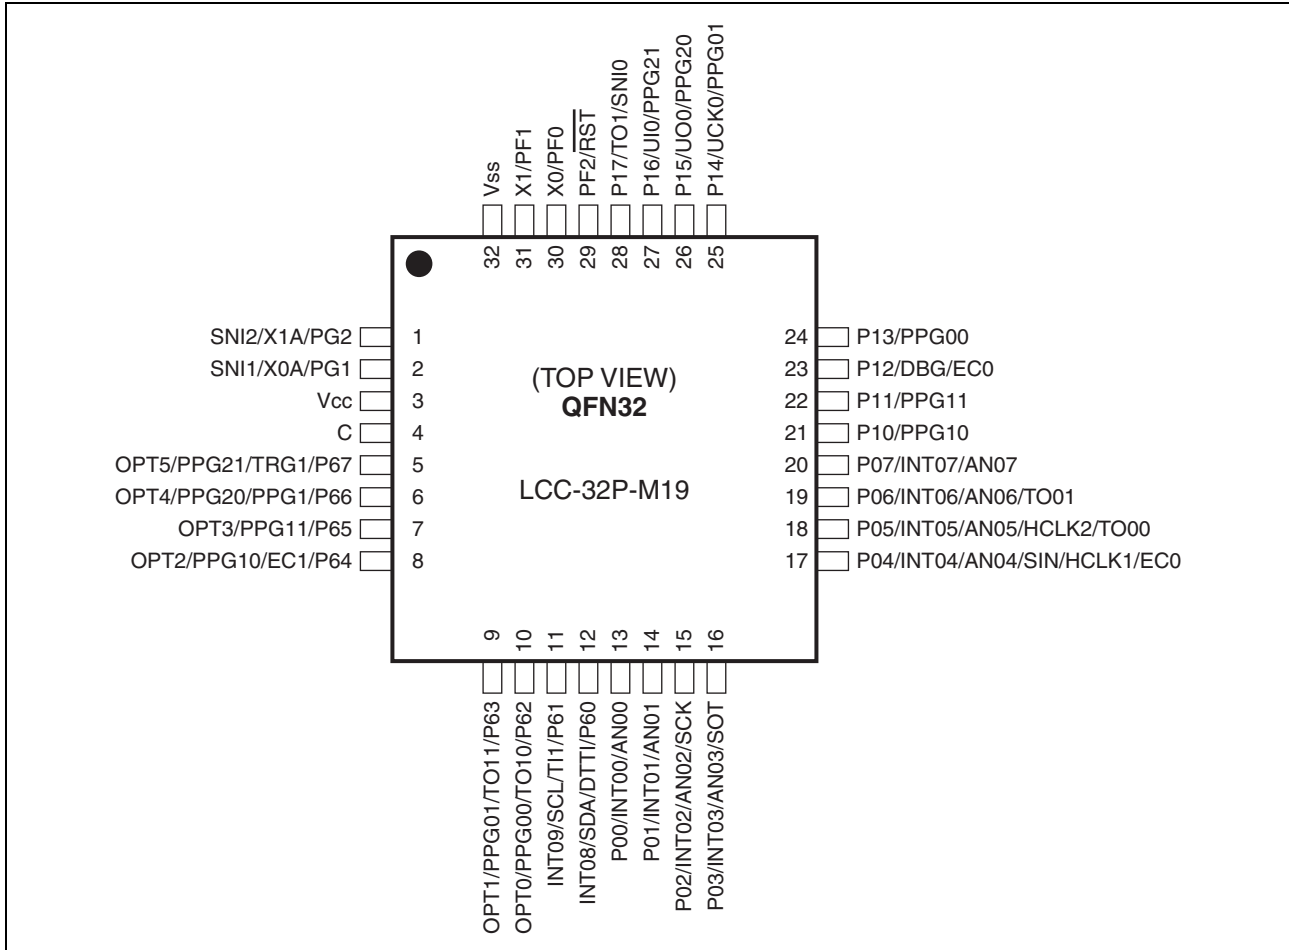 Vss
X1/PF1
X0/PF0
PF2/RST
P17/TO1/SNI0
P16/UI0/PPG21
P15/UO0/PPG20
P14/UCK0/PPG01
32
31
30
29
28
27
26
25
SNI2/X1A/PG2 1
SNI1/X0A/PG1 2
Vcc 3
C 4
OPT5/PPG21/TRG1/P67 5
OPT4/PPG20/PPG1/P66 6
OPT3/PPG11/P65 7
OPT2/PPG10/EC1/P64 8
(TOP VIEW)
QFN32
LCC-32P-M19
24 P13/PPG00
23 P12/DBG/EC0
22 P11/PPG11
21 P10/PPG10
20 P07/INT07/AN07
19 P06/INT06/AN06/TO01
18 P05/INT05/AN05/HCLK2/TO00
17 P04/INT04/AN04/SIN/HCLK1/EC0
9
10
11
12
13
14
15
16
OPT1/PPG01/TO11/P63
OPT0/PPG00/TO10/P62
INT09/SCL/TI1/P61
INT08/SDA/DTTI/P60
P00/INT00/AN00
P01/INT01/AN01
P02/INT02/AN02/SCK
P03/INT03/AN03/SOT